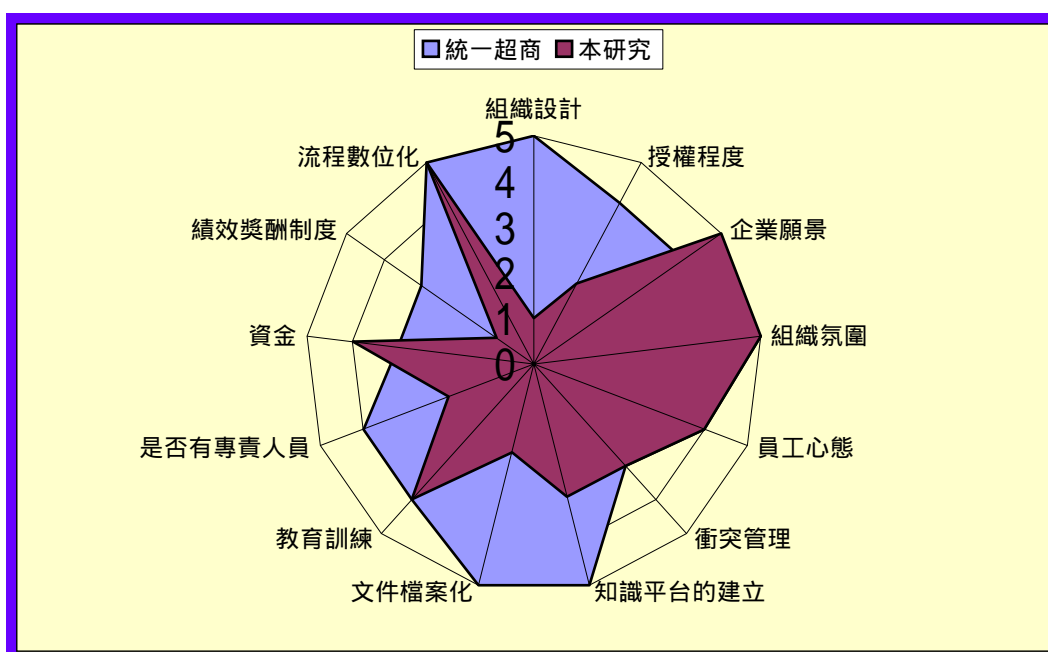 統一超商 本研究
組織設計
5
流程數位化
授權程度
4
績效獎酬制度
3
企業願景
2
資金
1
組織氛圍
0
是否有專責人員
員工心態
教育訓練
衝突管理
文件檔案化
知識平台的建立